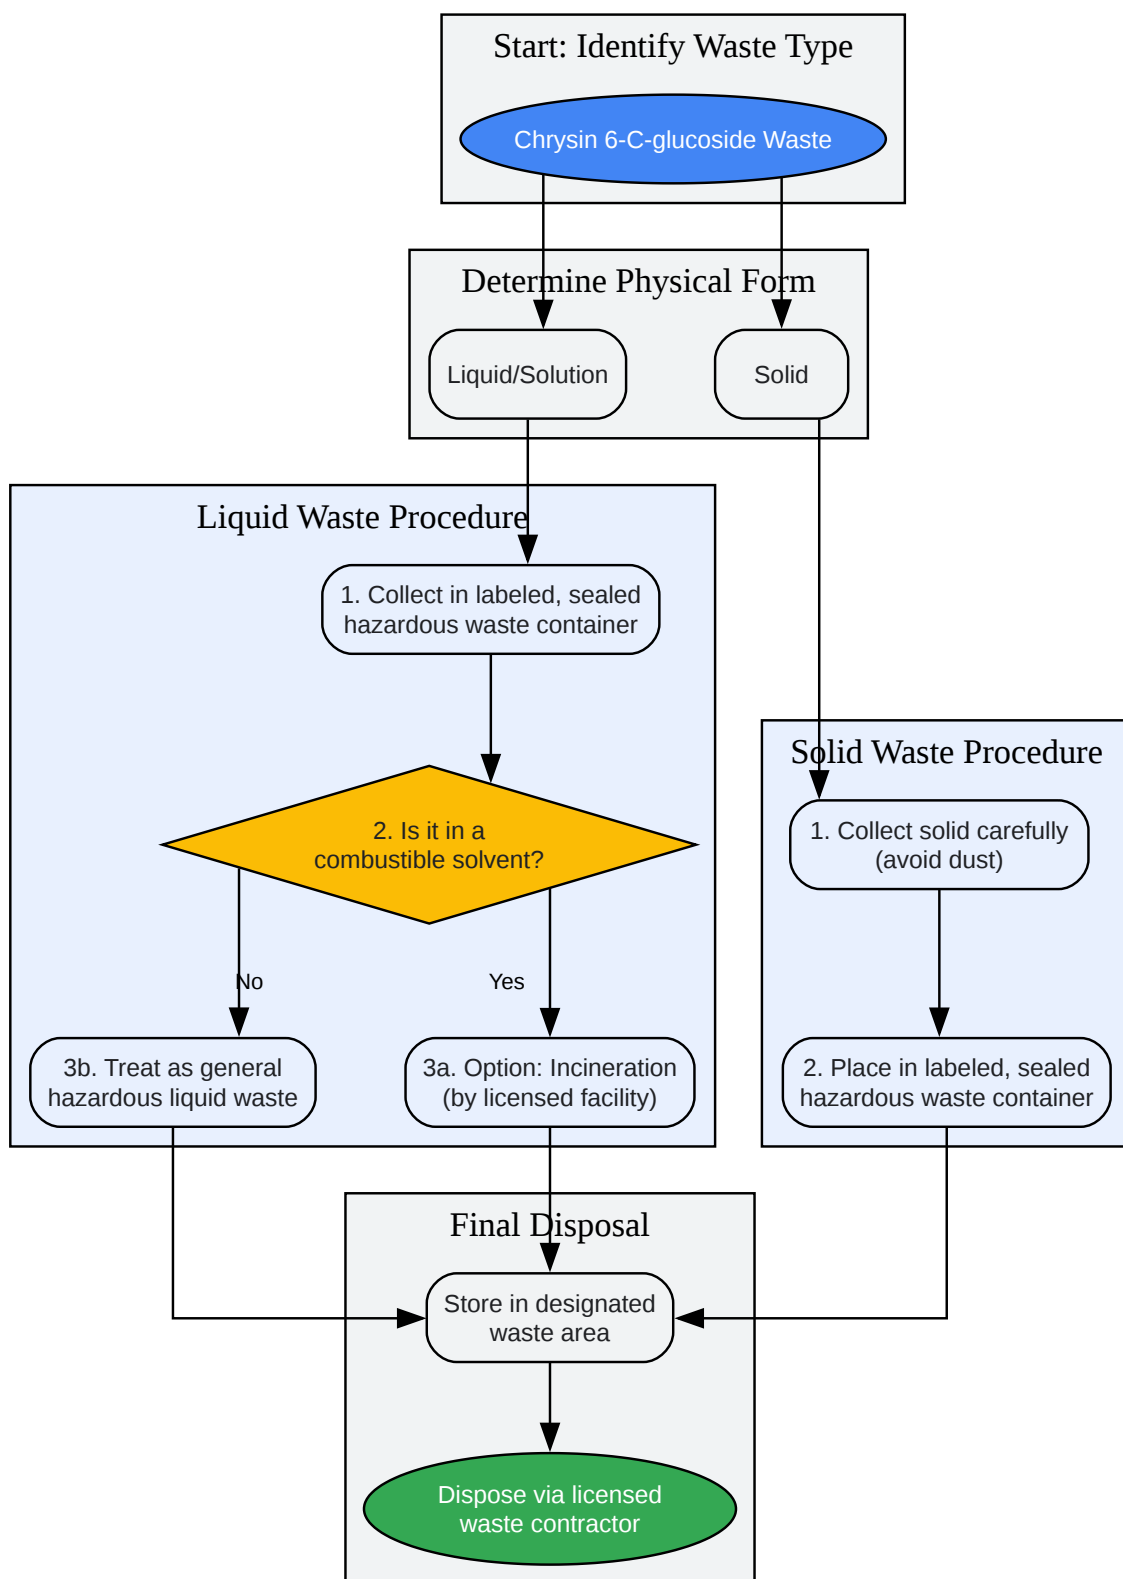 Start: Identify Waste Type
Chrysin 6-C-glucoside Waste
Determine Physical Form
Liquid/Solution
Solid
Liquid Waste Procedure
1. Collect in labeled, sealed
hazardous waste container
2. Is it in a
combustible solvent?
No
Yes
3b. Treat as general
hazardous liquid waste
3a. Option: Incineration
(by licensed facility)
Solid Waste Procedure
1. Collect solid carefully
(avoid dust)
2. Place in labeled, sealed
hazardous waste container
Final Disposal
Store in designated
waste area
Dispose via licensed
waste contractor